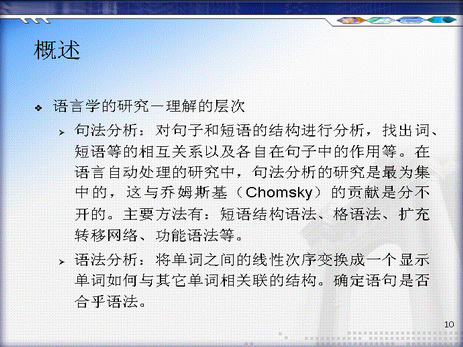 概述
语言学的研究－理解的层次
句法分析：对句子和短语的结构进行分析，找出词、
短语等的相互关系以及各自在句子中的作用等。在
语言自动处理的研究中，句法分析的研究是最为集
中的，这与乔姆斯基（Chomsky）的贡献是分不
开的。主要方法有：短语结构语法、格语法、扩充
转移网络、功能语法等。
语法分析：将单词之间的线性次序变换成一个显示
单词如何与其它单词相关联的结构。确定语句是否
合乎语法。
10